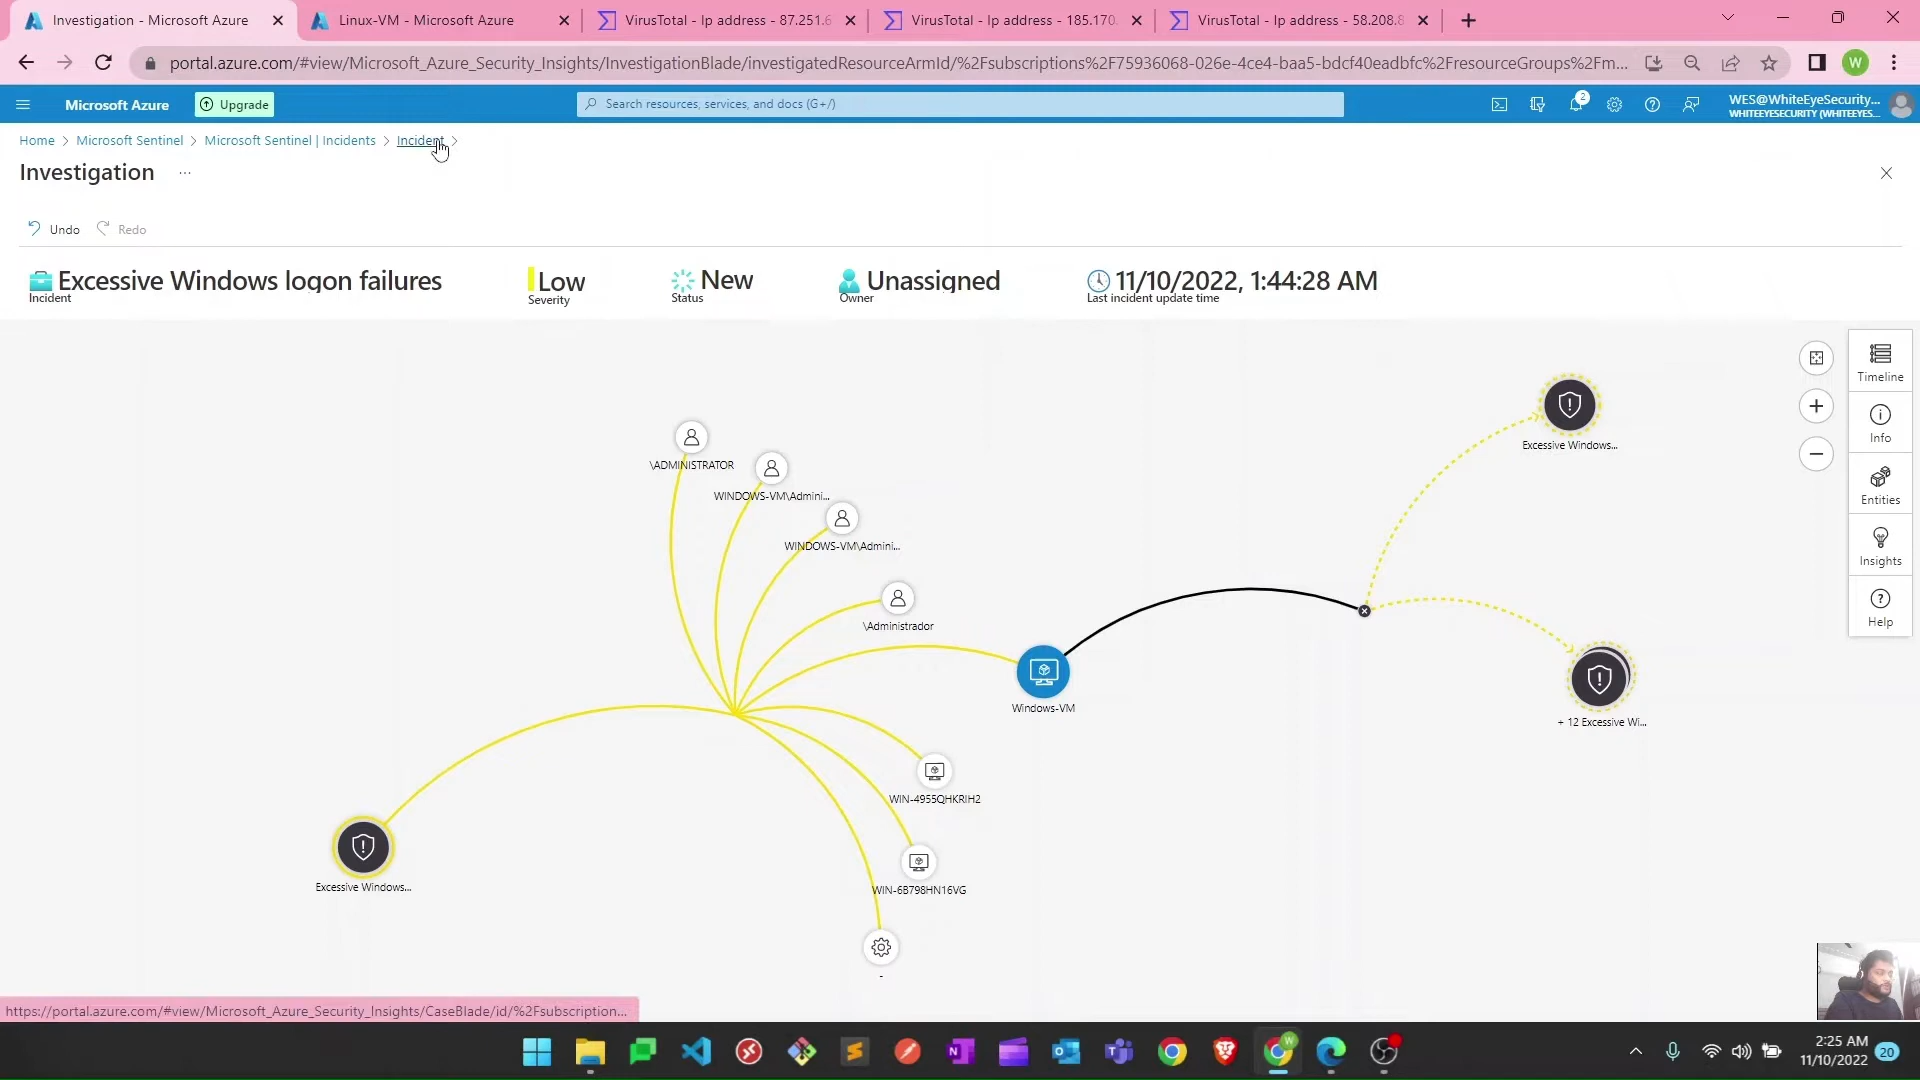 Investigation - Microsoft Azure
Linux-VM - Microsoft Azure
VirusTotal - Ip address - 87.251.6
VirusTotal - Ip address - 185.170.
VirusTotal - Ip address - 58.208.8
portal.azure.com/#view/Microsoft_Azure_Security_Insights/InvestigationBlade/investigatedResourceArmId/%2Fsubscriptions%2F75936068-026e-4ce4-baa5-bdcf40eadbfc%2FresourceGroups%2Fm...
W
Microsoft Azure
Upgrade
Search resources, services, and docs (G+/)
2
WES@WhiteEyeSecurity...
WHITEEYESECURITY (WHITEEYES...
Home > Microsoft Sentinel > Microsoft Sentinel | Incidents > Incident >
Investigation ...
Undo
Redo
Excessive Windows logon failures
Incident
Low
Severity
New
Status
Unassigned
Owner
11/10/2022, 1:44:28 AM
Last incident update time
Timeline
Info
Entities
Insights
Help
Excessive Windows...
\ADMINISTRATOR
WINDOWS-VM\Admini...
WINDOWS-VM\Admini...
\Administrador
Windows-VM
+ 12 Excessive Wi...
WIN-4955QHKRIH2
WIN-6B798HN16VG
Excessive Windows...
-
https://portal.azure.com/#view/Microsoft_Azure_Security_Insights/CaseBlade/id/%2Fsubscription...
W
2:25 AM
11/10/2022
20